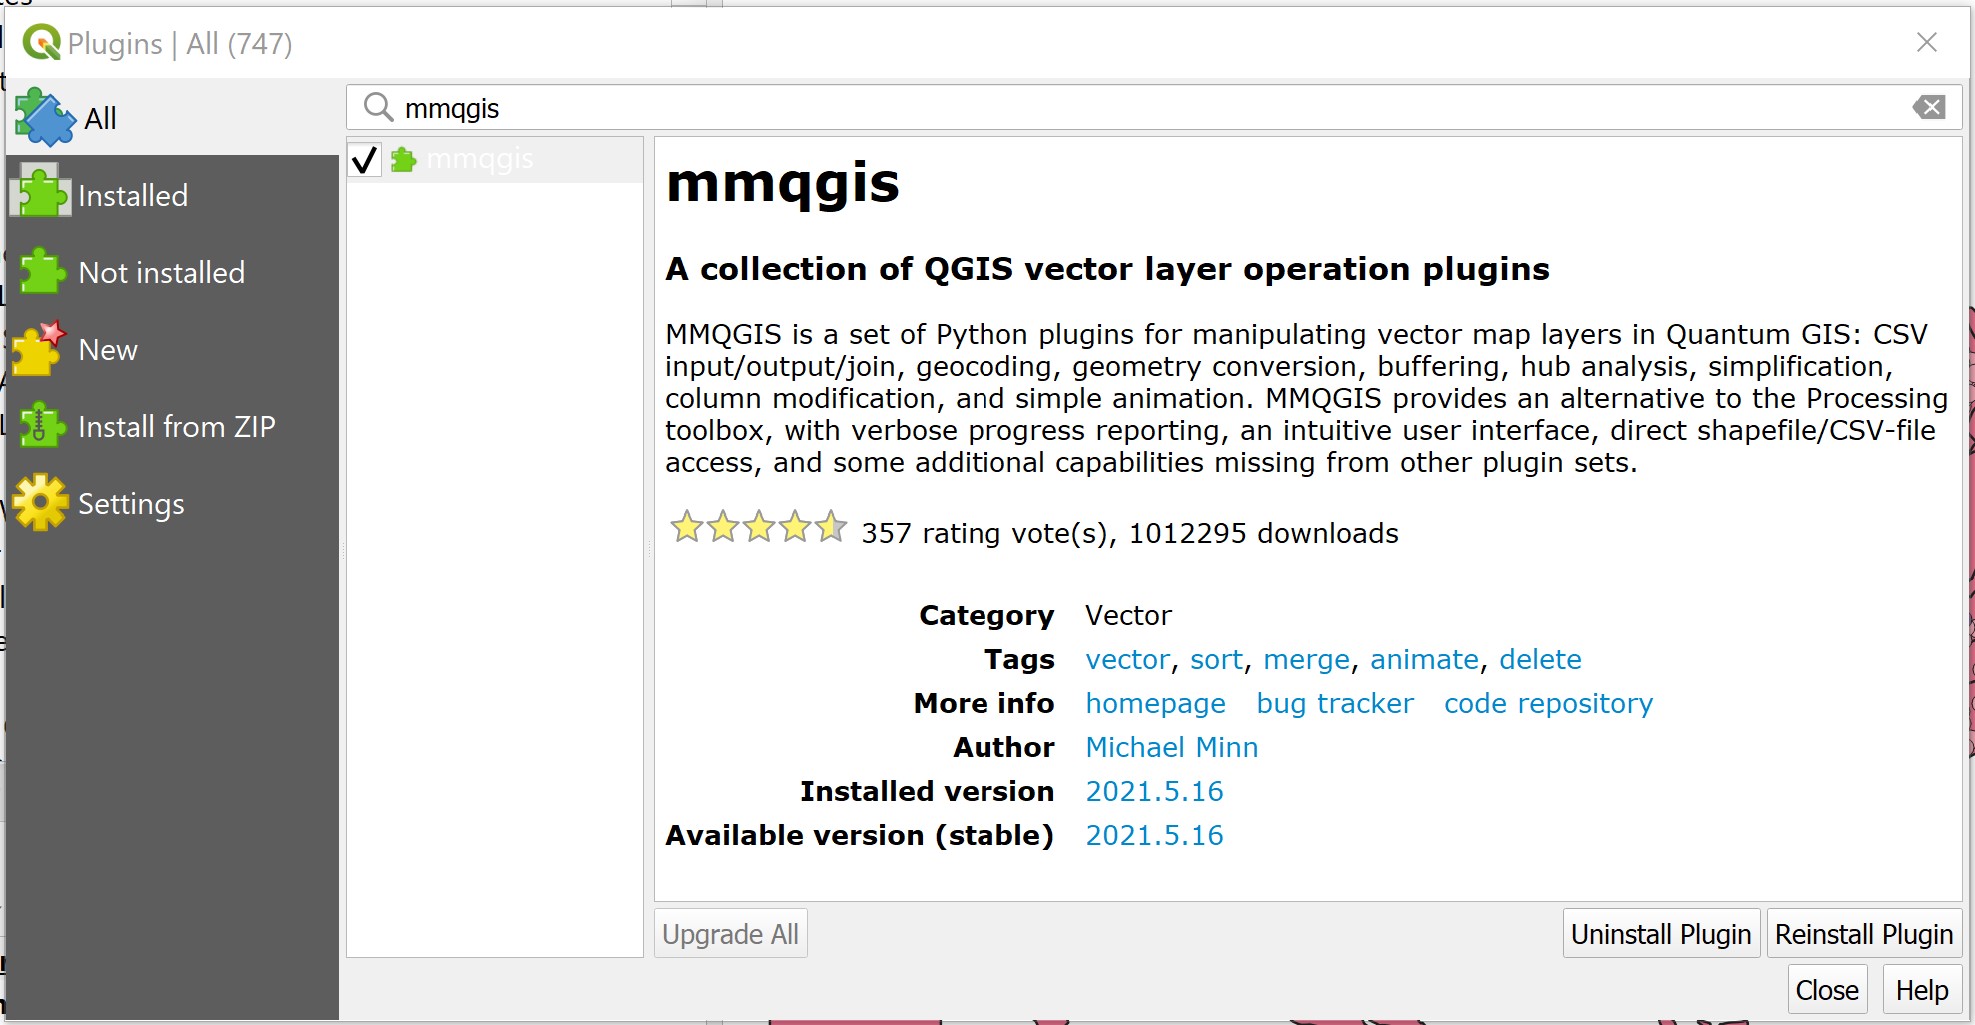 Plugins | All (747)
All
mmqgis
mmqgis
Installed
Not installed
New
Install from ZIP
Settings
mmqgis
A collection of QGIS vector layer operation plugins
MMQGIS is a set of Python plugins for manipulating vector map layers in Quantum GIS: CSV
input/output/join, geocoding, geometry conversion, buffering, hub analysis, simplification,
column modification, and simple animation. MMQGIS provides an alternative to the Processing
toolbox, with verbose progress reporting, an intuitive user interface, direct shapefile/CSV-file
access, and some additional capabilities missing from other plugin sets.
357 rating vote(s), 1012295 downloads
Category Vector
Tags vector, sort, merge, animate, delete
More info homepage bug tracker code repository
Author Michael Minn
Installed version 2021.5.16
Available version (stable) 2021.5.16
Upgrade All
Uninstall Plugin Reinstall Plugin
Close Help